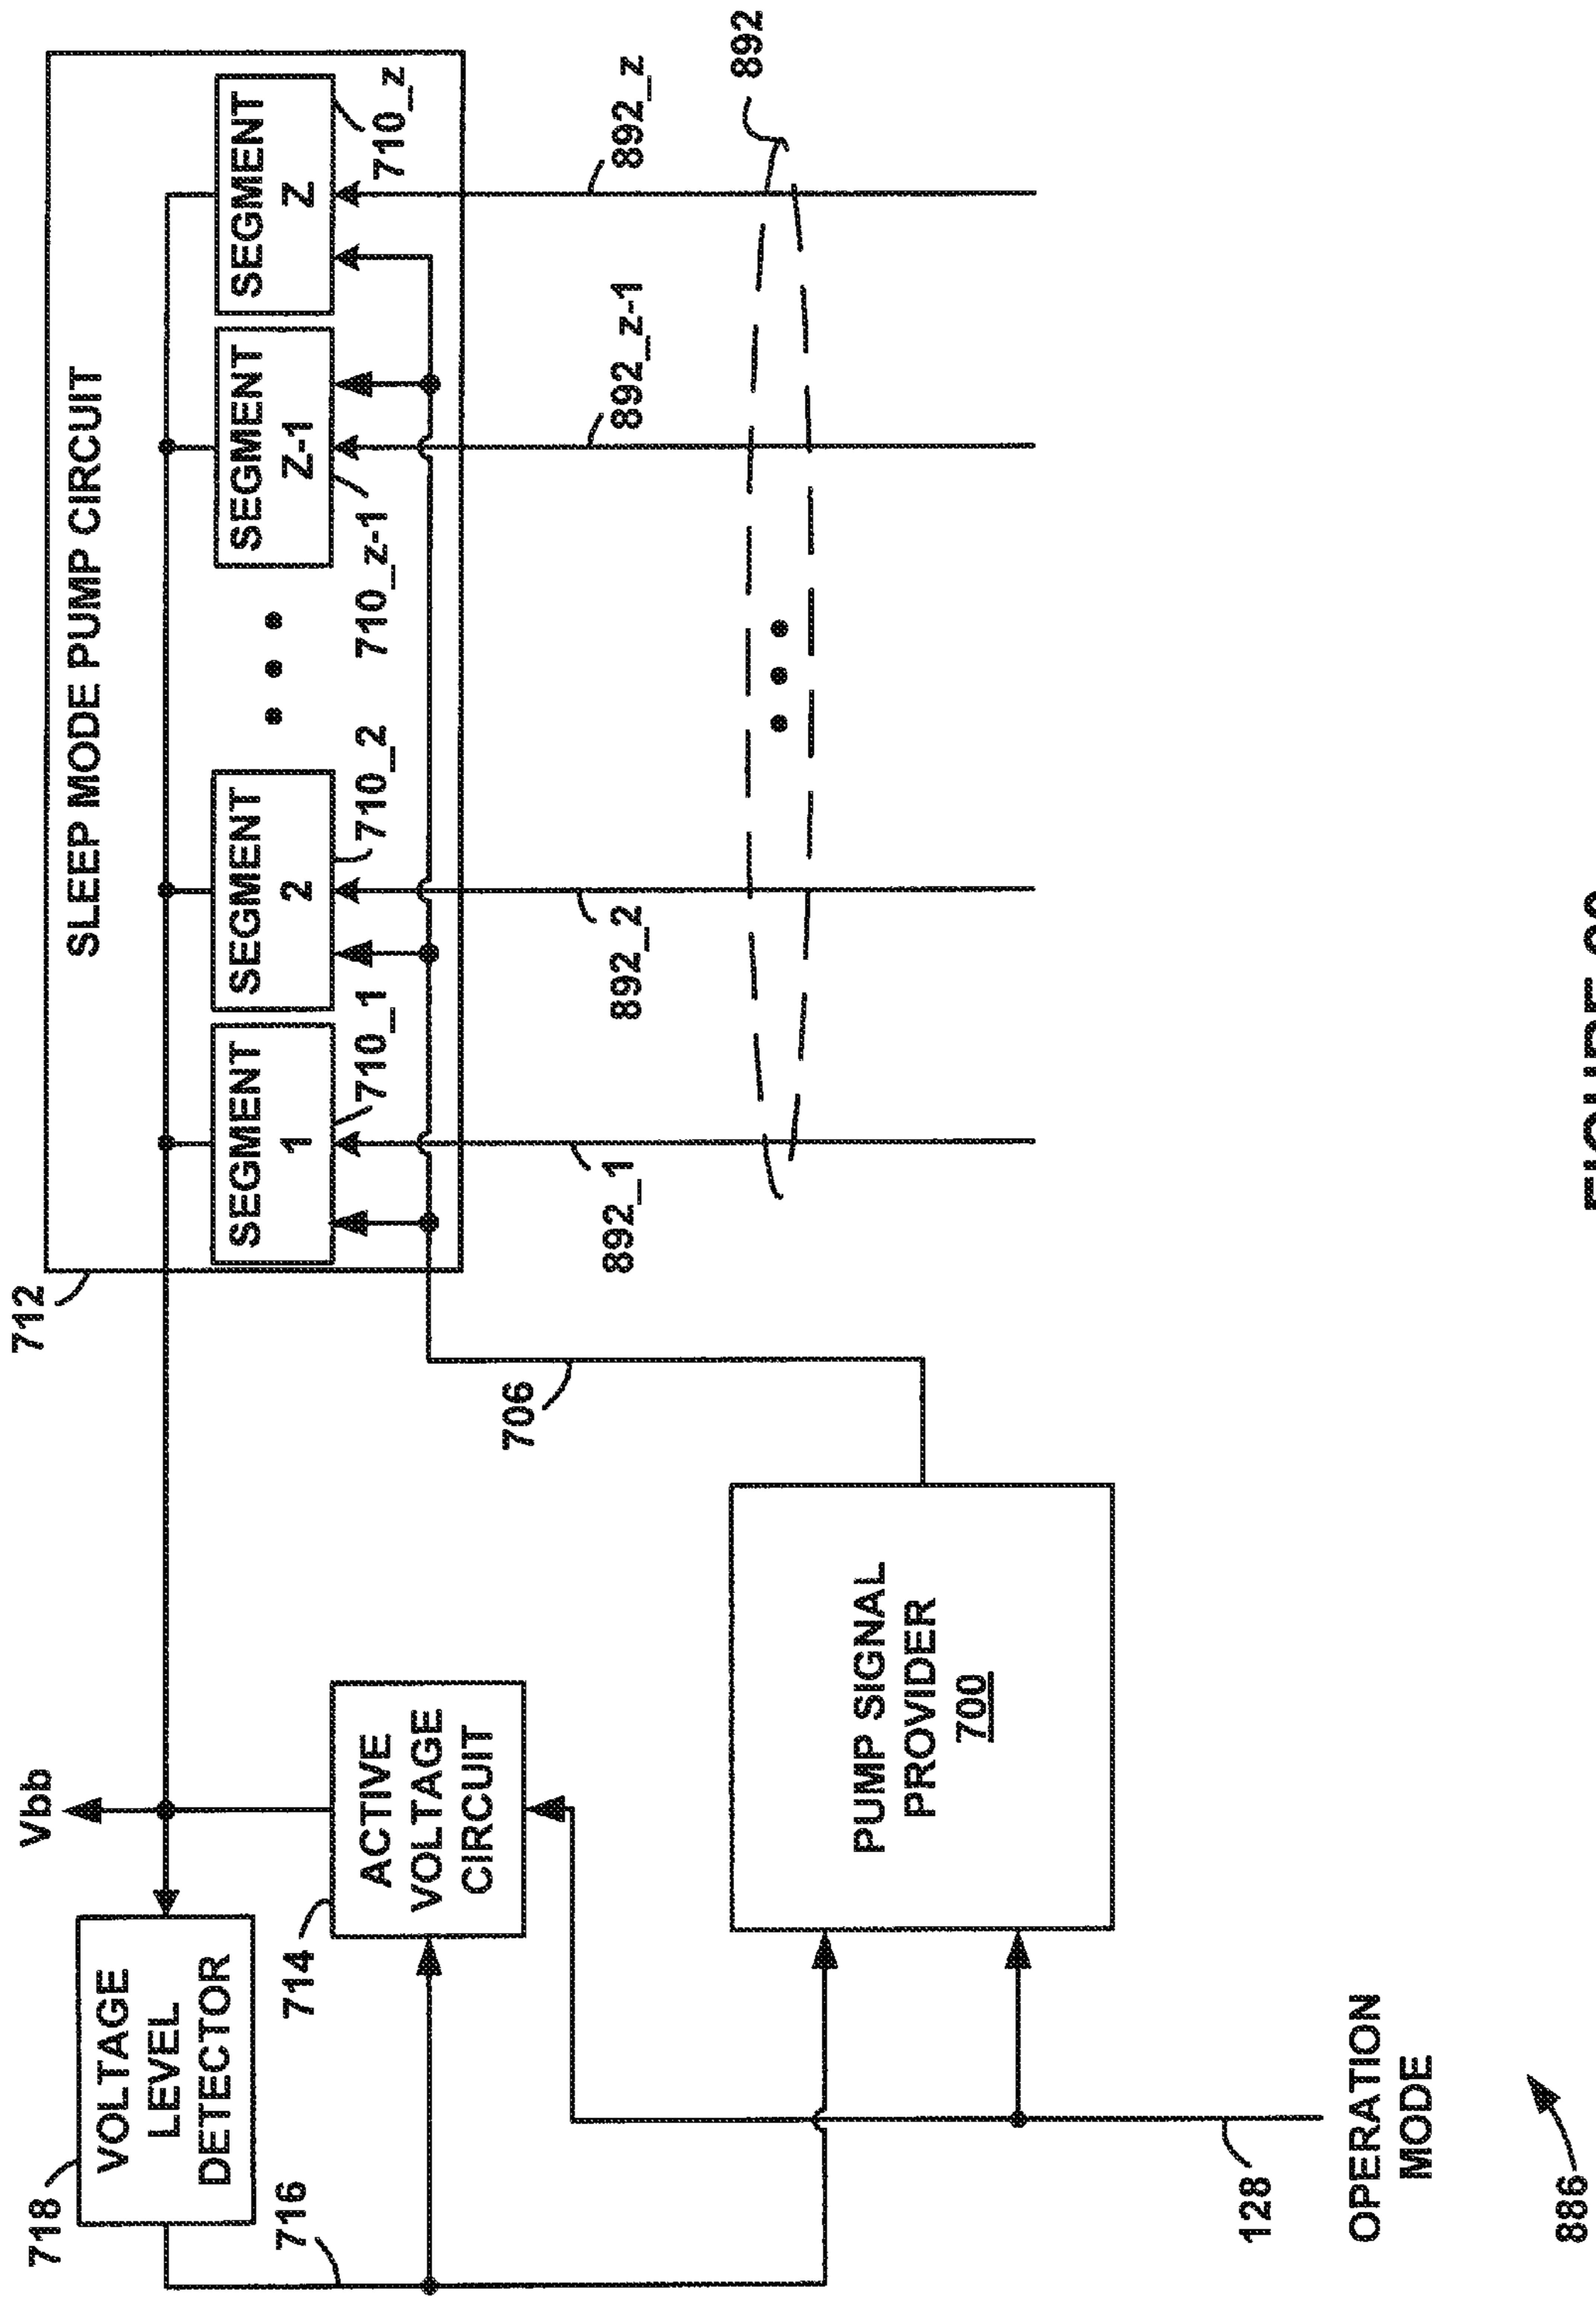 718
VOLTAGE
LEVEL
DETECTOR
Vbb
712
SLEEP MODE PUMP CIRCUIT
SEGMENT
1
710_1
SEGMENT
2
710_2
SEGMENT
Z-1
710_z-1
SEGMENT
Z
710_z
716
714
ACTIVE
VOLTAGE
CIRCUIT
706
892_1
892_2
892_z-1
892_z
892
PUMP SIGNAL
PROVIDER
700
128
OPERATION
MODE
886
FIGURE